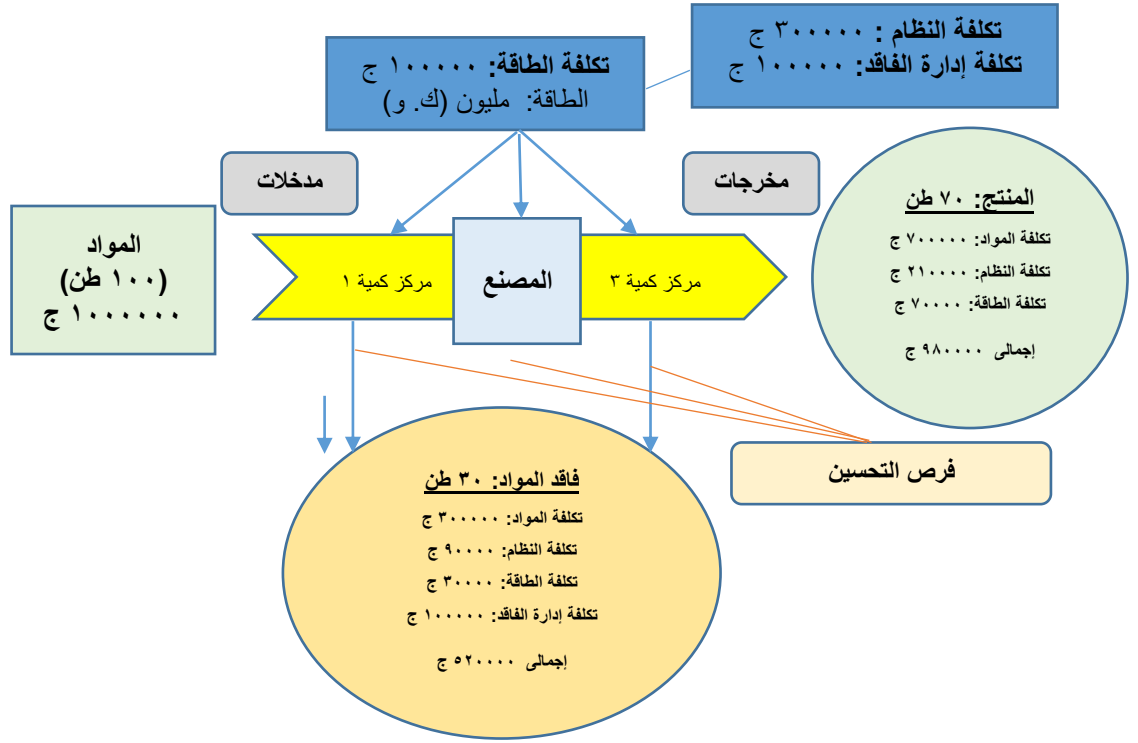 تكلفة النظام : ٣٠٠٠٠٠ ج
تكلفة إدارة الفاقد: ١٠٠٠٠٠ ج
تكلفة الطاقة: ١٠٠٠٠٠ ج
الطاقة: مليون (ك. و)
مخرجات
مدخلات
المنتج: ٧٠ طن
تكلفة المواد: ٧٠٠٠٠٠ ج
تكلفة النظام: ٢١٠٠٠٠ ج
تكلفة الطاقة: ٧٠٠٠٠ ج
إجمالى ٩٨٠٠٠٠ ج
المواد
(١٠٠ طن)
١٠٠٠٠٠٠ ج
مركز كمية ١
المصنع
مركز كمية ٣
فرص التحسين
فاقد المواد: ٣٠ طن
تكلفة المواد: ٣٠٠٠٠٠ ج
تكلفة النظام: ٩٠٠٠٠ ج
تكلفة الطاقة: ٣٠٠٠٠ ج
تكلفة إدارة الفاقد: ١٠٠٠٠٠ ج
إجمالى ٥٢٠٠٠٠ ج